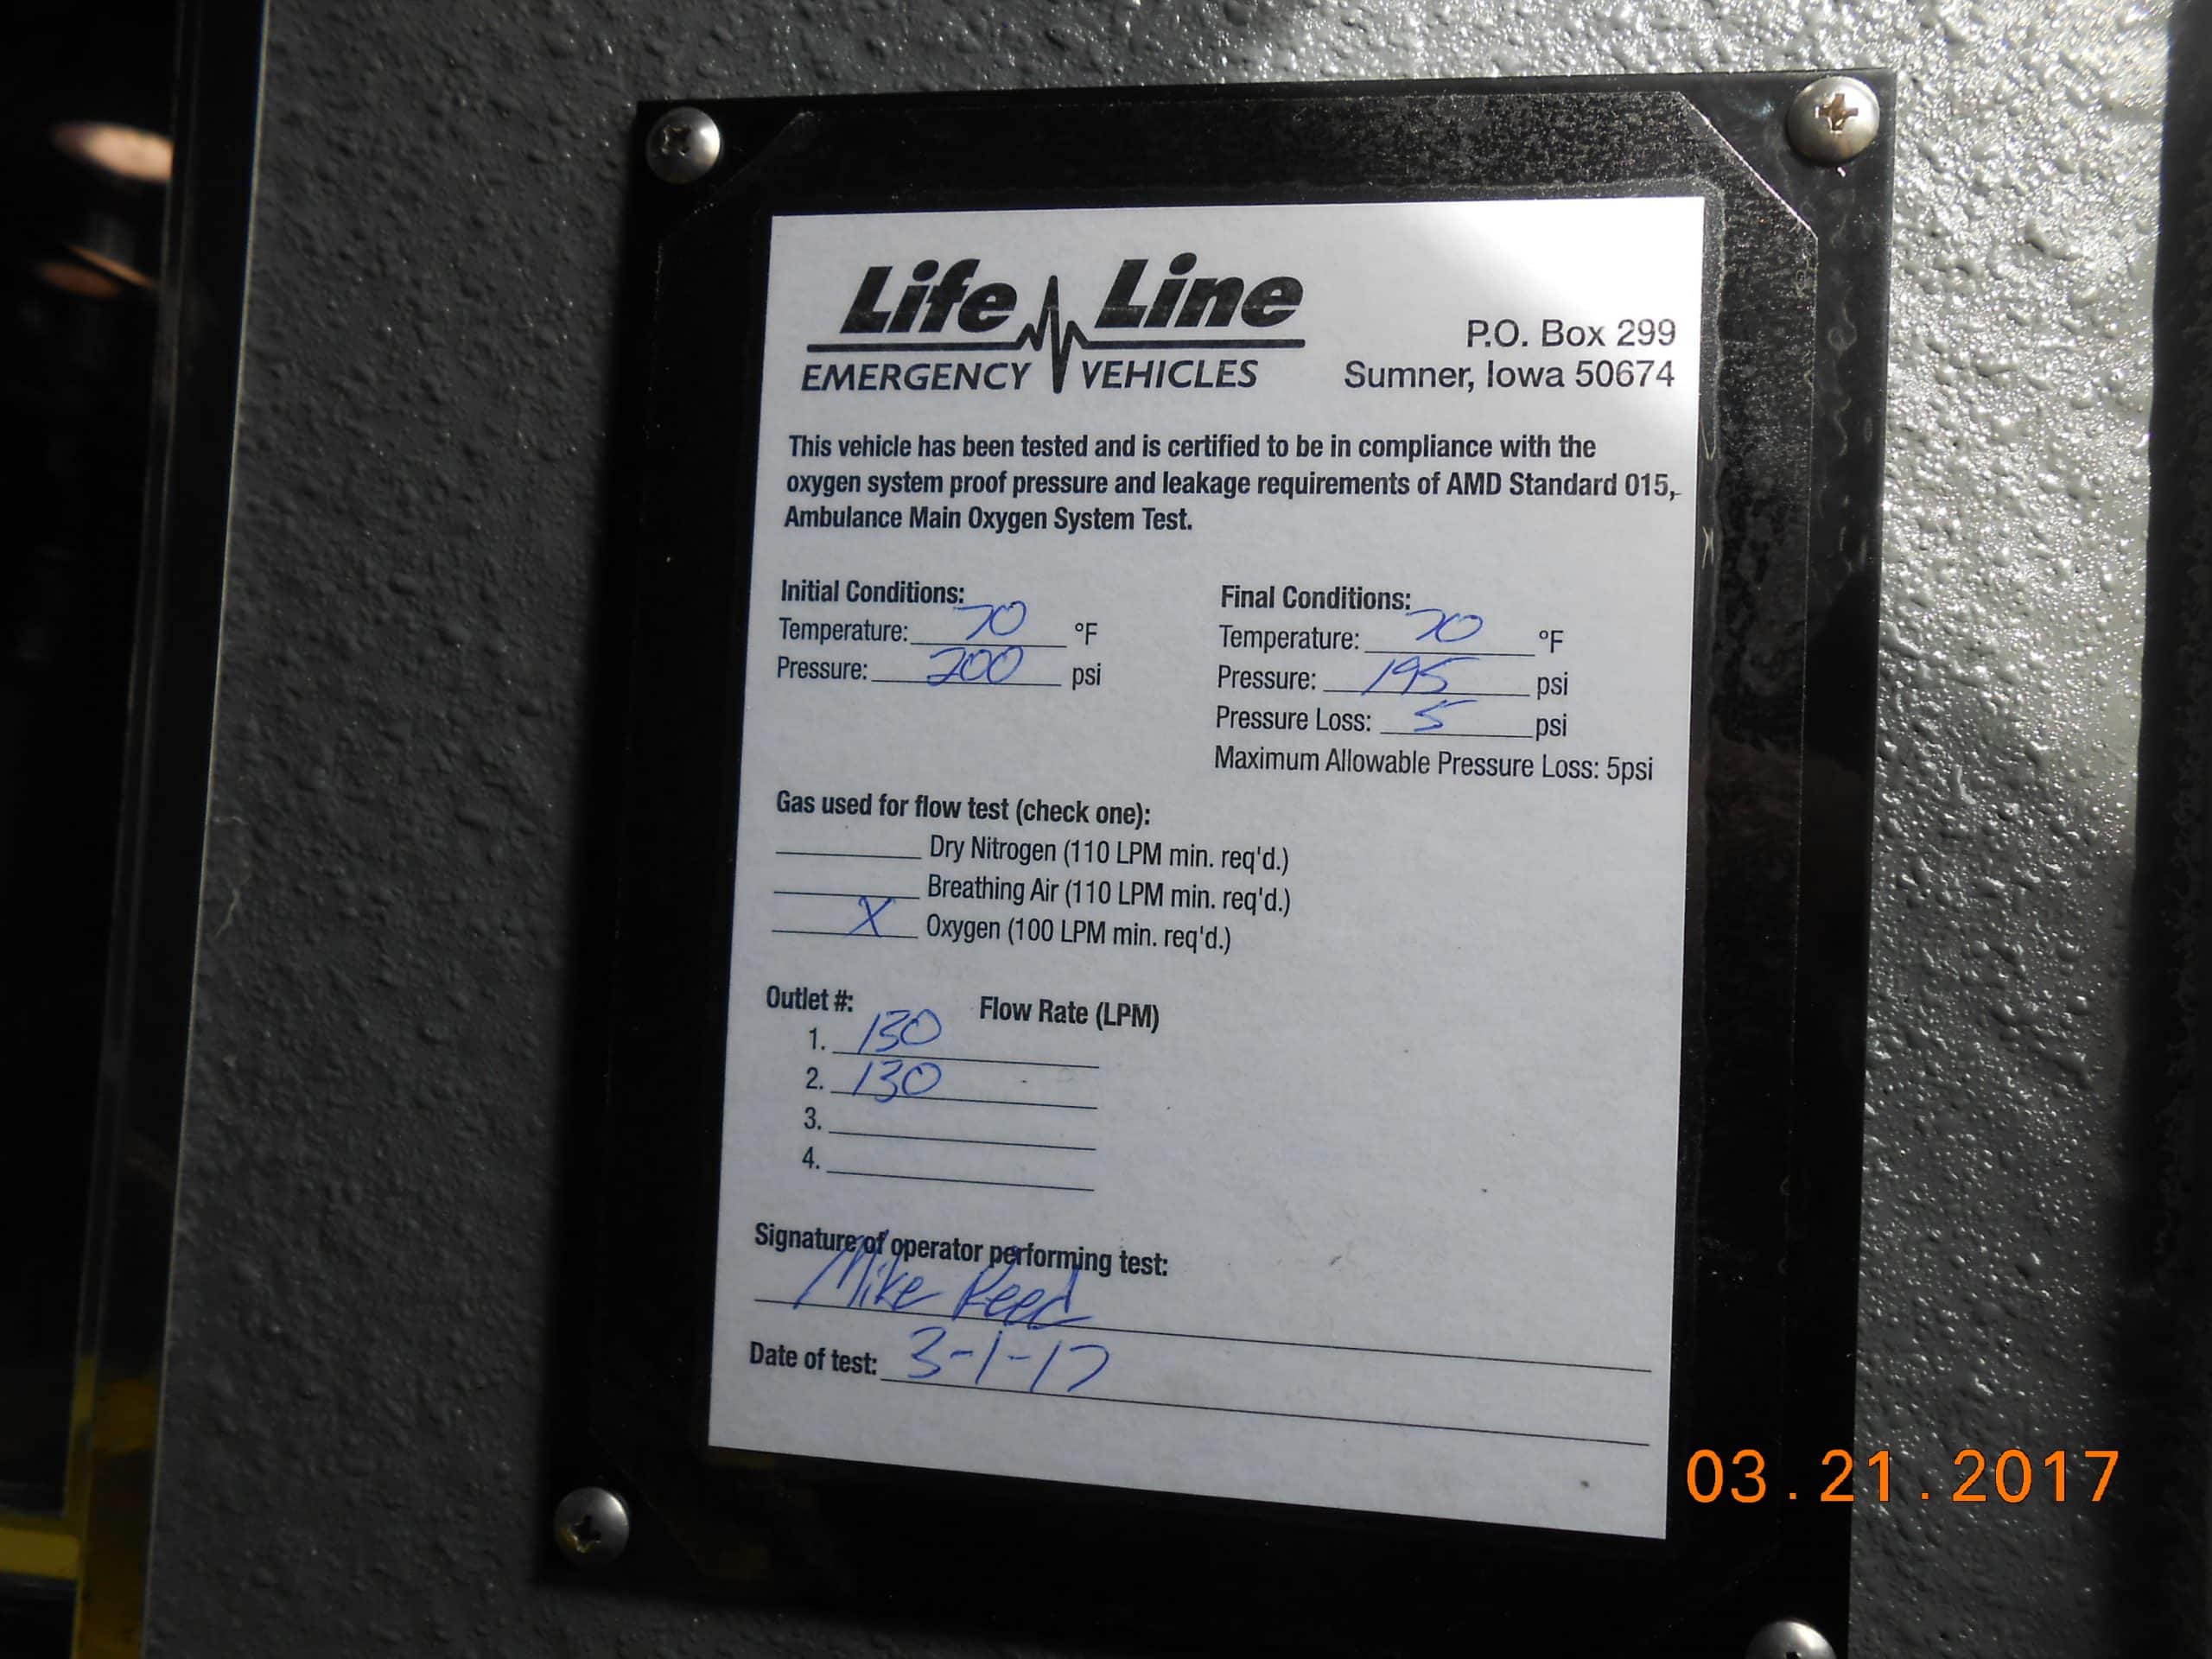 Life Line
EMERGENCY VEHICLES
P.O. Box 299
Sumner, Iowa 50674
This vehicle has been tested and is certified to be in compliance with the
oxygen system proof pressure and leakage requirements of AMD Standard 015,
Ambulance Main Oxygen System Test.
Initial Conditions:
Temperature: 70 °F
Pressure: 200 psi
Final Conditions:
Temperature: 70 °F
Pressure: 195 psi
Pressure Loss: 5 psi
Maximum Allowable Pressure Loss: 5psi
Gas used for flow test (check one):
Dry Nitrogen (110 LPM min. req'd.)
Breathing Air (110 LPM min. req'd.)
X Oxygen (100 LPM min. req'd.)
Outlet #: Flow Rate (LPM)
1. 130
2. 130
3.
4.
Signature of operator performing test:
Mike Reed
Date of test: 3-1-17
03.21.2017